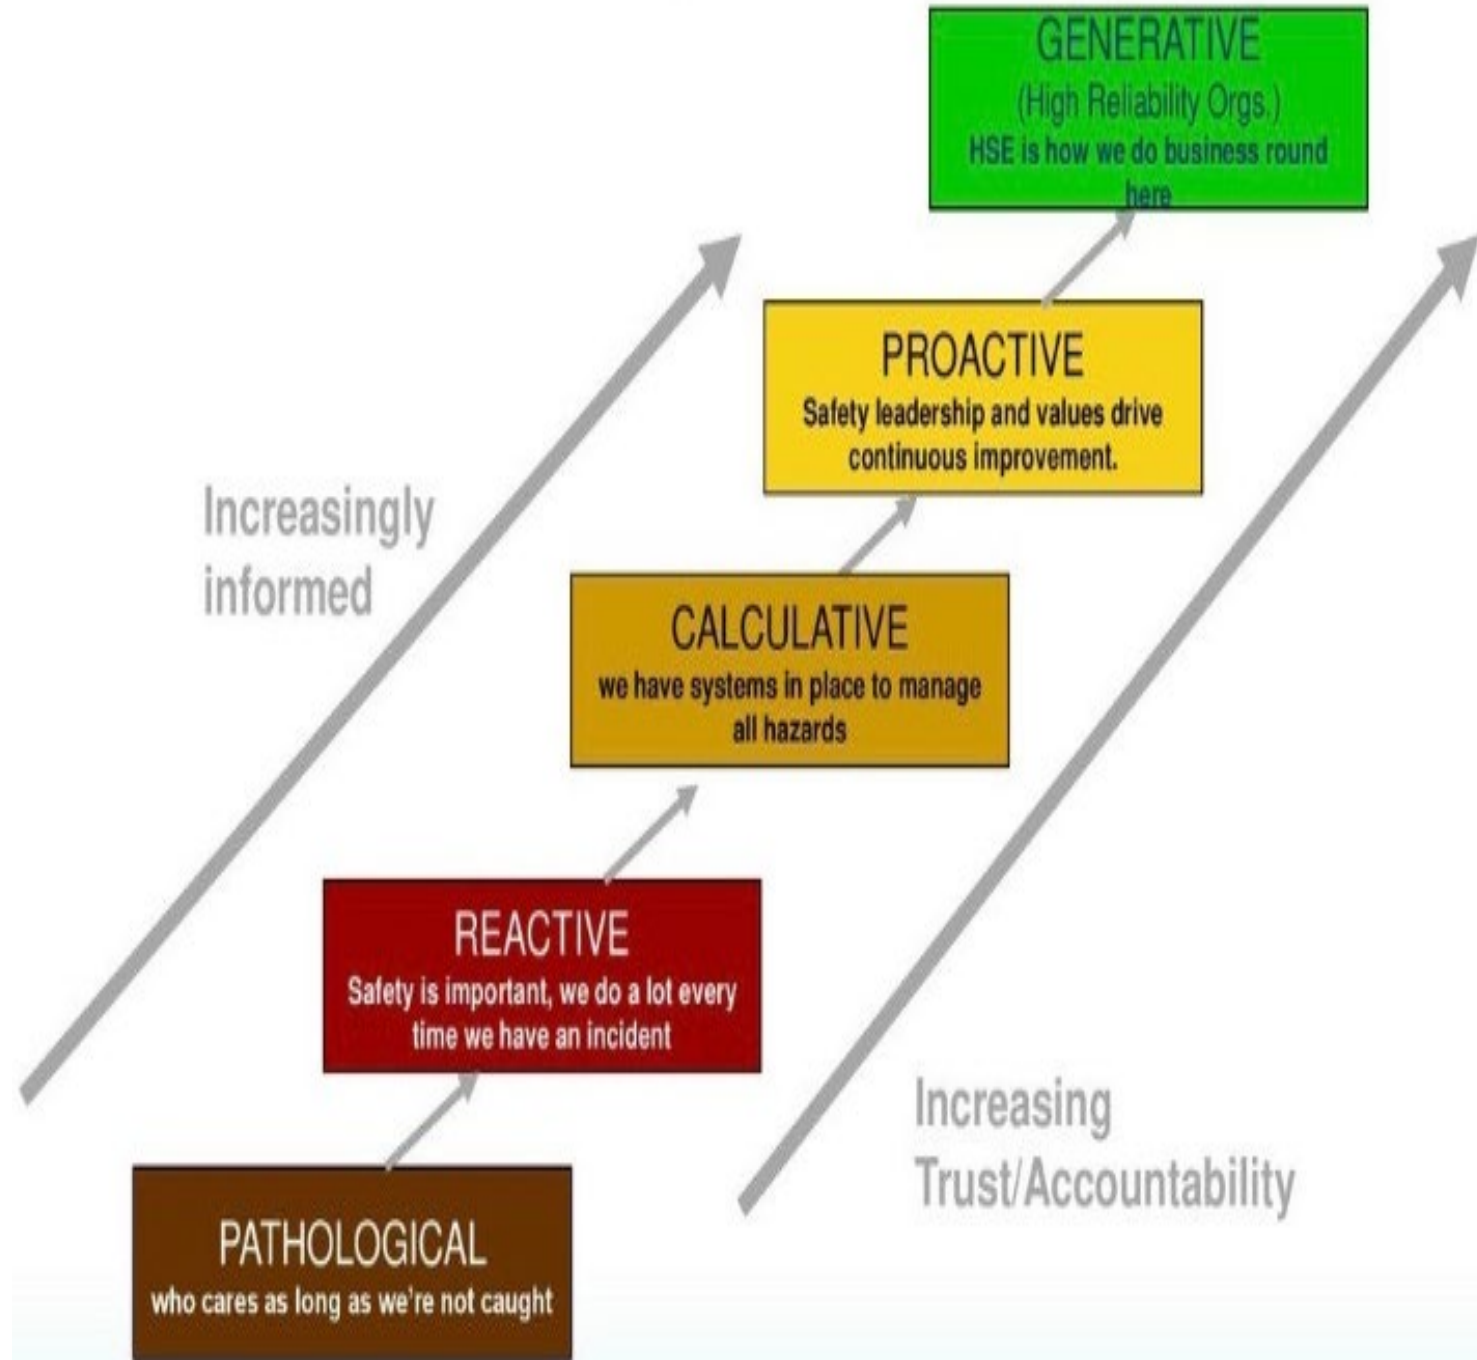 GENERATIVE
(High Reliability Orgs.)
HSE is how we do business round
here
PROACTIVE
Safety leadership and values drive
continuous improvement.
Increasingly
informed
CALCULATIVE
we have systems in place to manage
all hazards
REACTIVE
Safety is important, we do a lot every
time we have an incident
Increasing
Trust/Accountability
PATHOLOGICAL
who cares as long as we're not caught